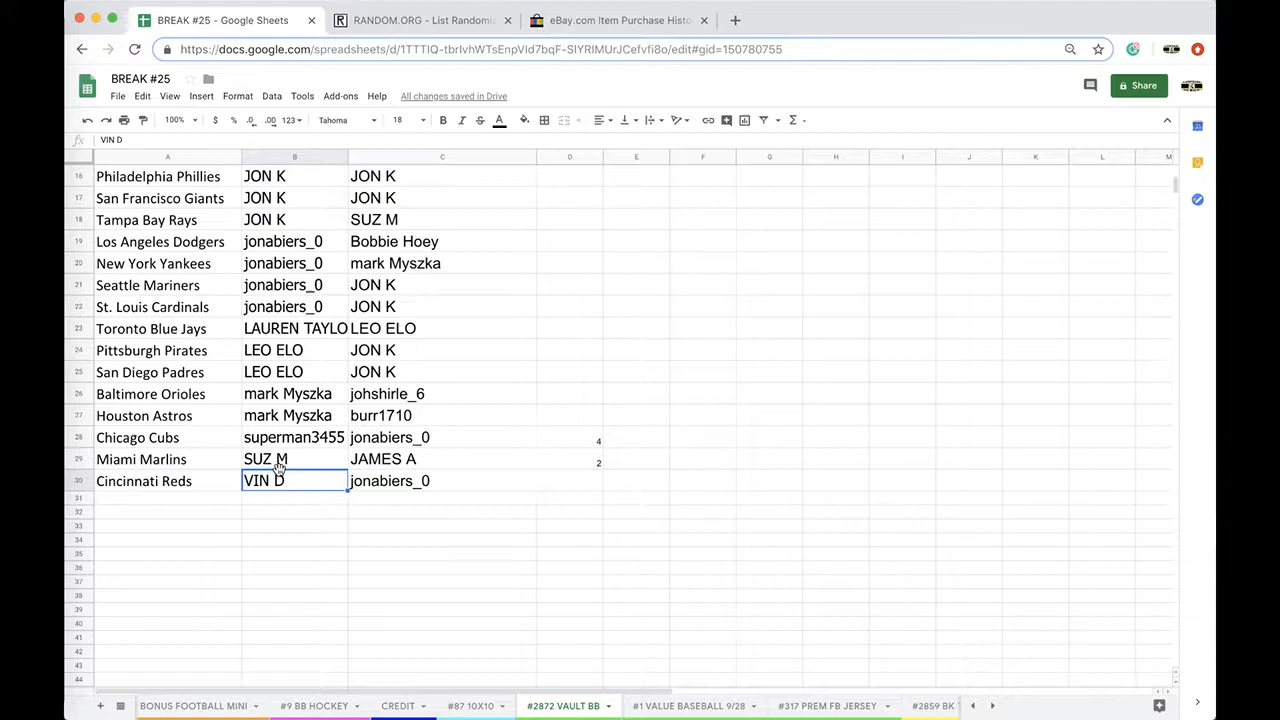 BREAK #25 - Google Sheets × RANDOM.ORG - List Randomi × eBay.com Item Purchase Histo × +
https://docs.google.com/spreadsheets/d/
BREAK #25
File Edit View Insert Format Data Tools Add-ons Help All changes saved in Drive Share
100% $ % .0 .00 123 Tahoma 18 B I S A
fx VIN D
A B C D E F G H I J K L M
16 Philadelphia Phillies JON K JON K
17 San Francisco Giants JON K JON K
18 Tampa Bay Rays JON K SUZ M
19 Los Angeles Dodgers jonabiers_0 Bobbie Hoey
20 New York Yankees jonabiers_0 mark Myszka
21 Seattle Mariners jonabiers_0 JON K
22 St. Louis Cardinals jonabiers_0 JON K
23 Toronto Blue Jays LAUREN TAYLO LEO ELO
24 Pittsburgh Pirates LEO ELO JON K
25 San Diego Padres LEO ELO JON K
26 Baltimore Orioles mark Myszka johshirle_6
27 Houston Astros mark Myszka burr1710
28 Chicago Cubs superman3455 jonabiers_0 4
29 Miami Marlins SUZ M JAMES A 2
30 Cincinnati Reds VIN D jonabiers_0
31
32
33
34
35
36
37
38
39
40
41
42
43
44
+ BONUS FOOTBALL MINI #9 BB HOCKEY CREDIT #87 10X10 #2872 VAULT BB #1 VALUE BASEBALL 9/28 #317 PREM FB JERSEY #2859 BK